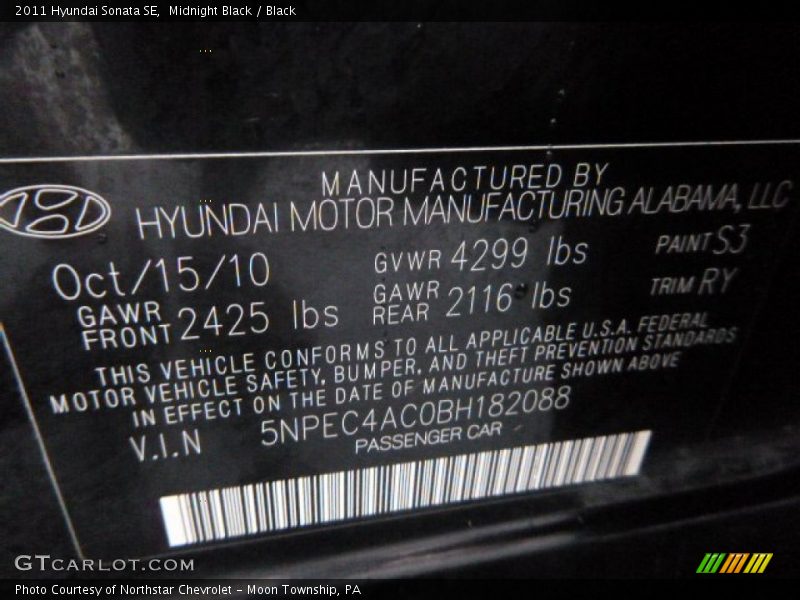 2011 Hyundai Sonata SE,  Midnight Black / Black
MANUFACTURED BY
HYUNDAI MOTOR MANUFACTURING ALABAMA, LLC
Oct/15/10 GVWR 4299 lbs PAINT S3
GAWR FRONT 2425 lbs GAWR REAR 2116 lbs TRIM RY
THIS VEHICLE CONFORMS TO ALL APPLICABLE U.S.A. FEDERAL
MOTOR VEHICLE SAFETY, BUMPER, AND THEFT PREVENTION STANDARDS
IN EFFECT ON THE DATE OF MANUFACTURE SHOWN ABOVE
V.I.N 5NPEC4AC0BH182088
PASSENGER CAR
GTCARLOT.COM
Photo Courtesy of Northstar Chevrolet – Moon Township, PA